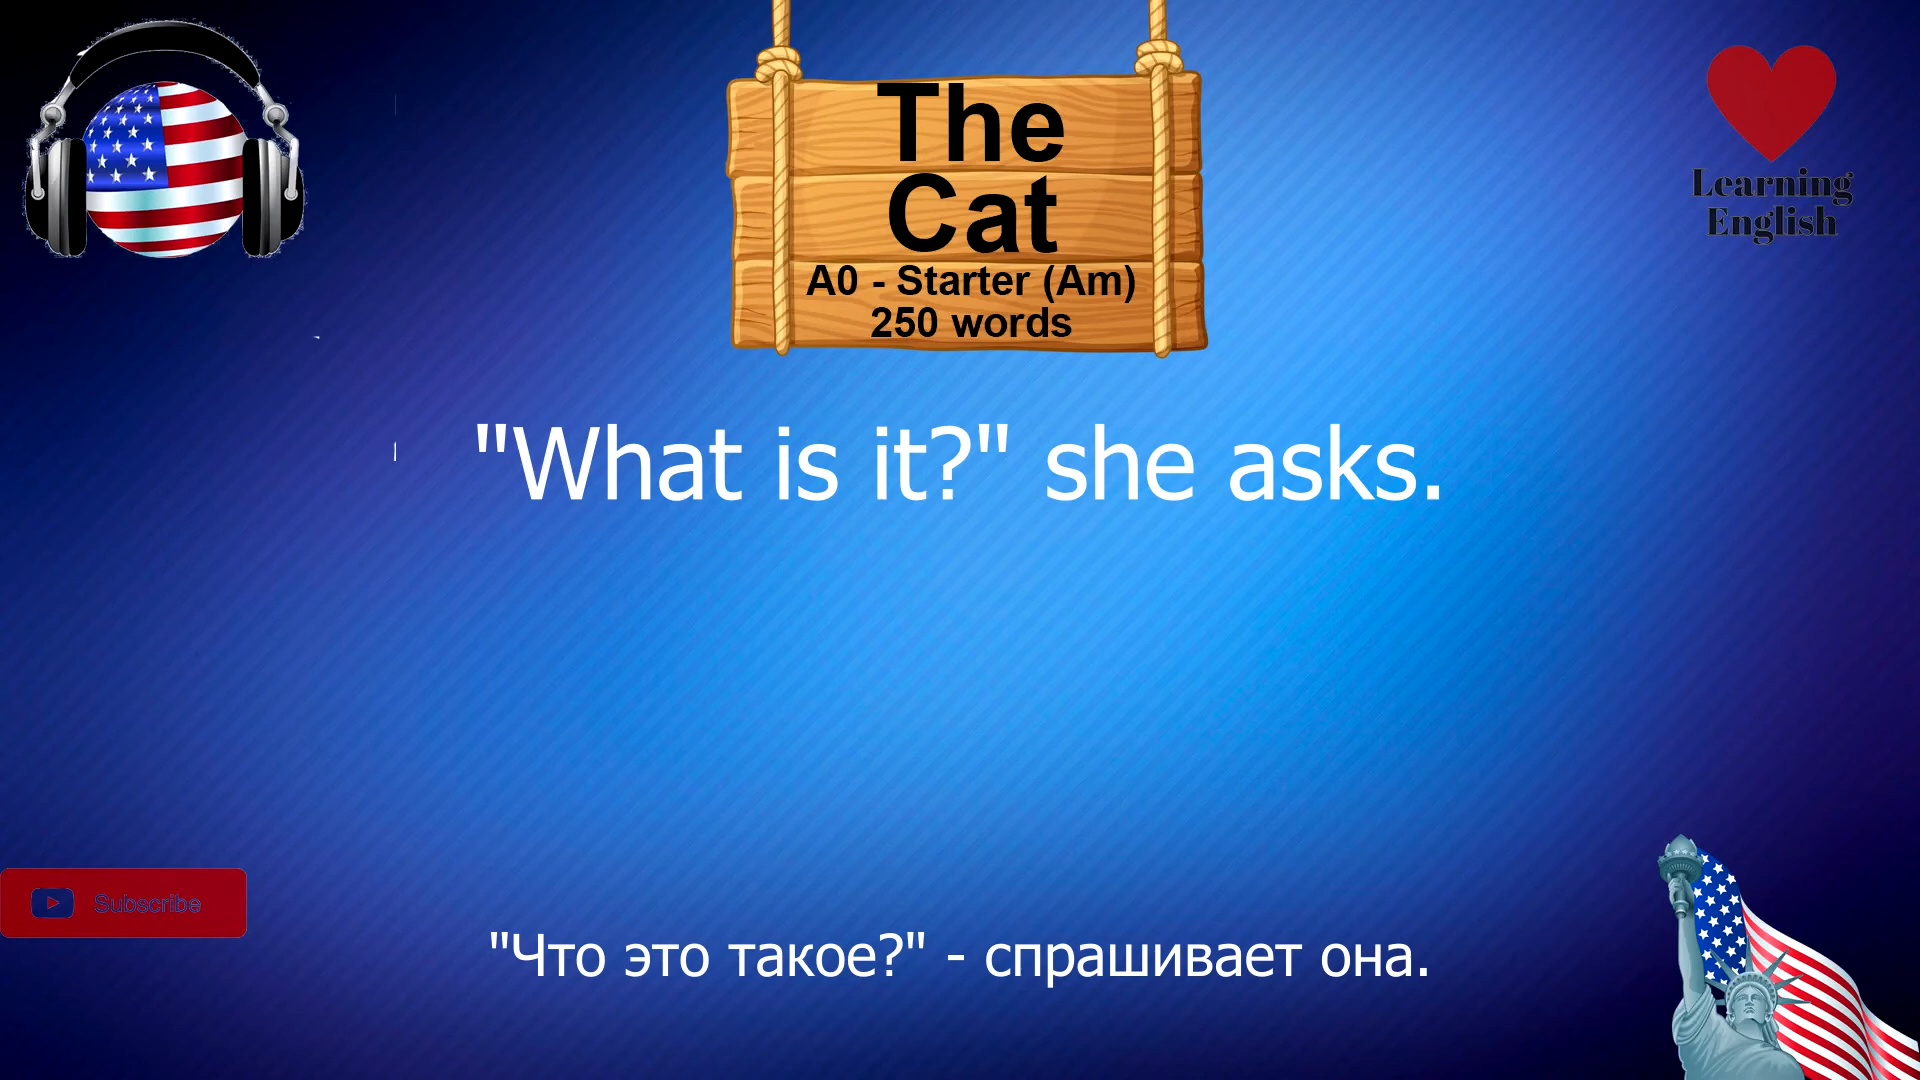 The
Cat
A0 - Starter (Am)
250 words
Learning
English
"What is it?" she asks.
Subscribe
"Что это такое?" - спрашивает она.